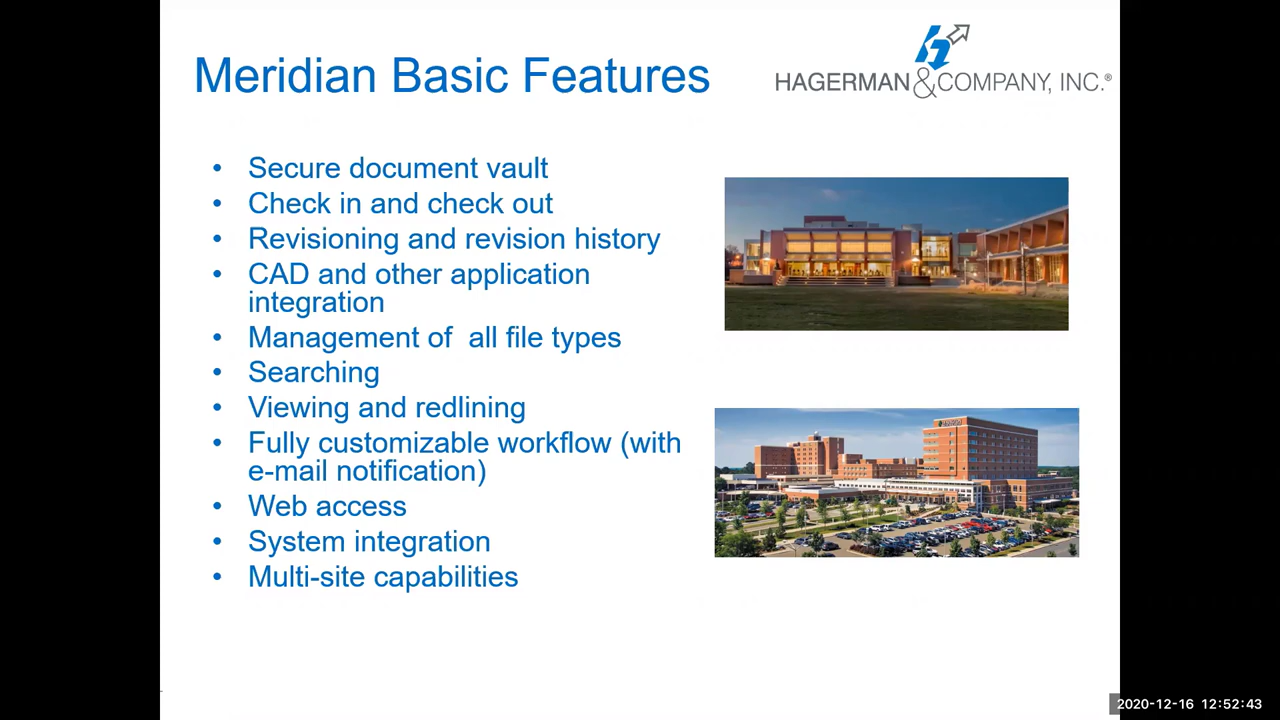 Meridian Basic Features
HAGERMAN&COMPANY, INC.®
• Secure document vault
• Check in and check out
• Revisioning and revision history
• CAD and other application
integration
• Management of  all file types
• Searching
• Viewing and redlining
• Fully customizable workflow (with
e-mail notification)
• Web access
• System integration
• Multi-site capabilities
2020-12-16 12:52:43